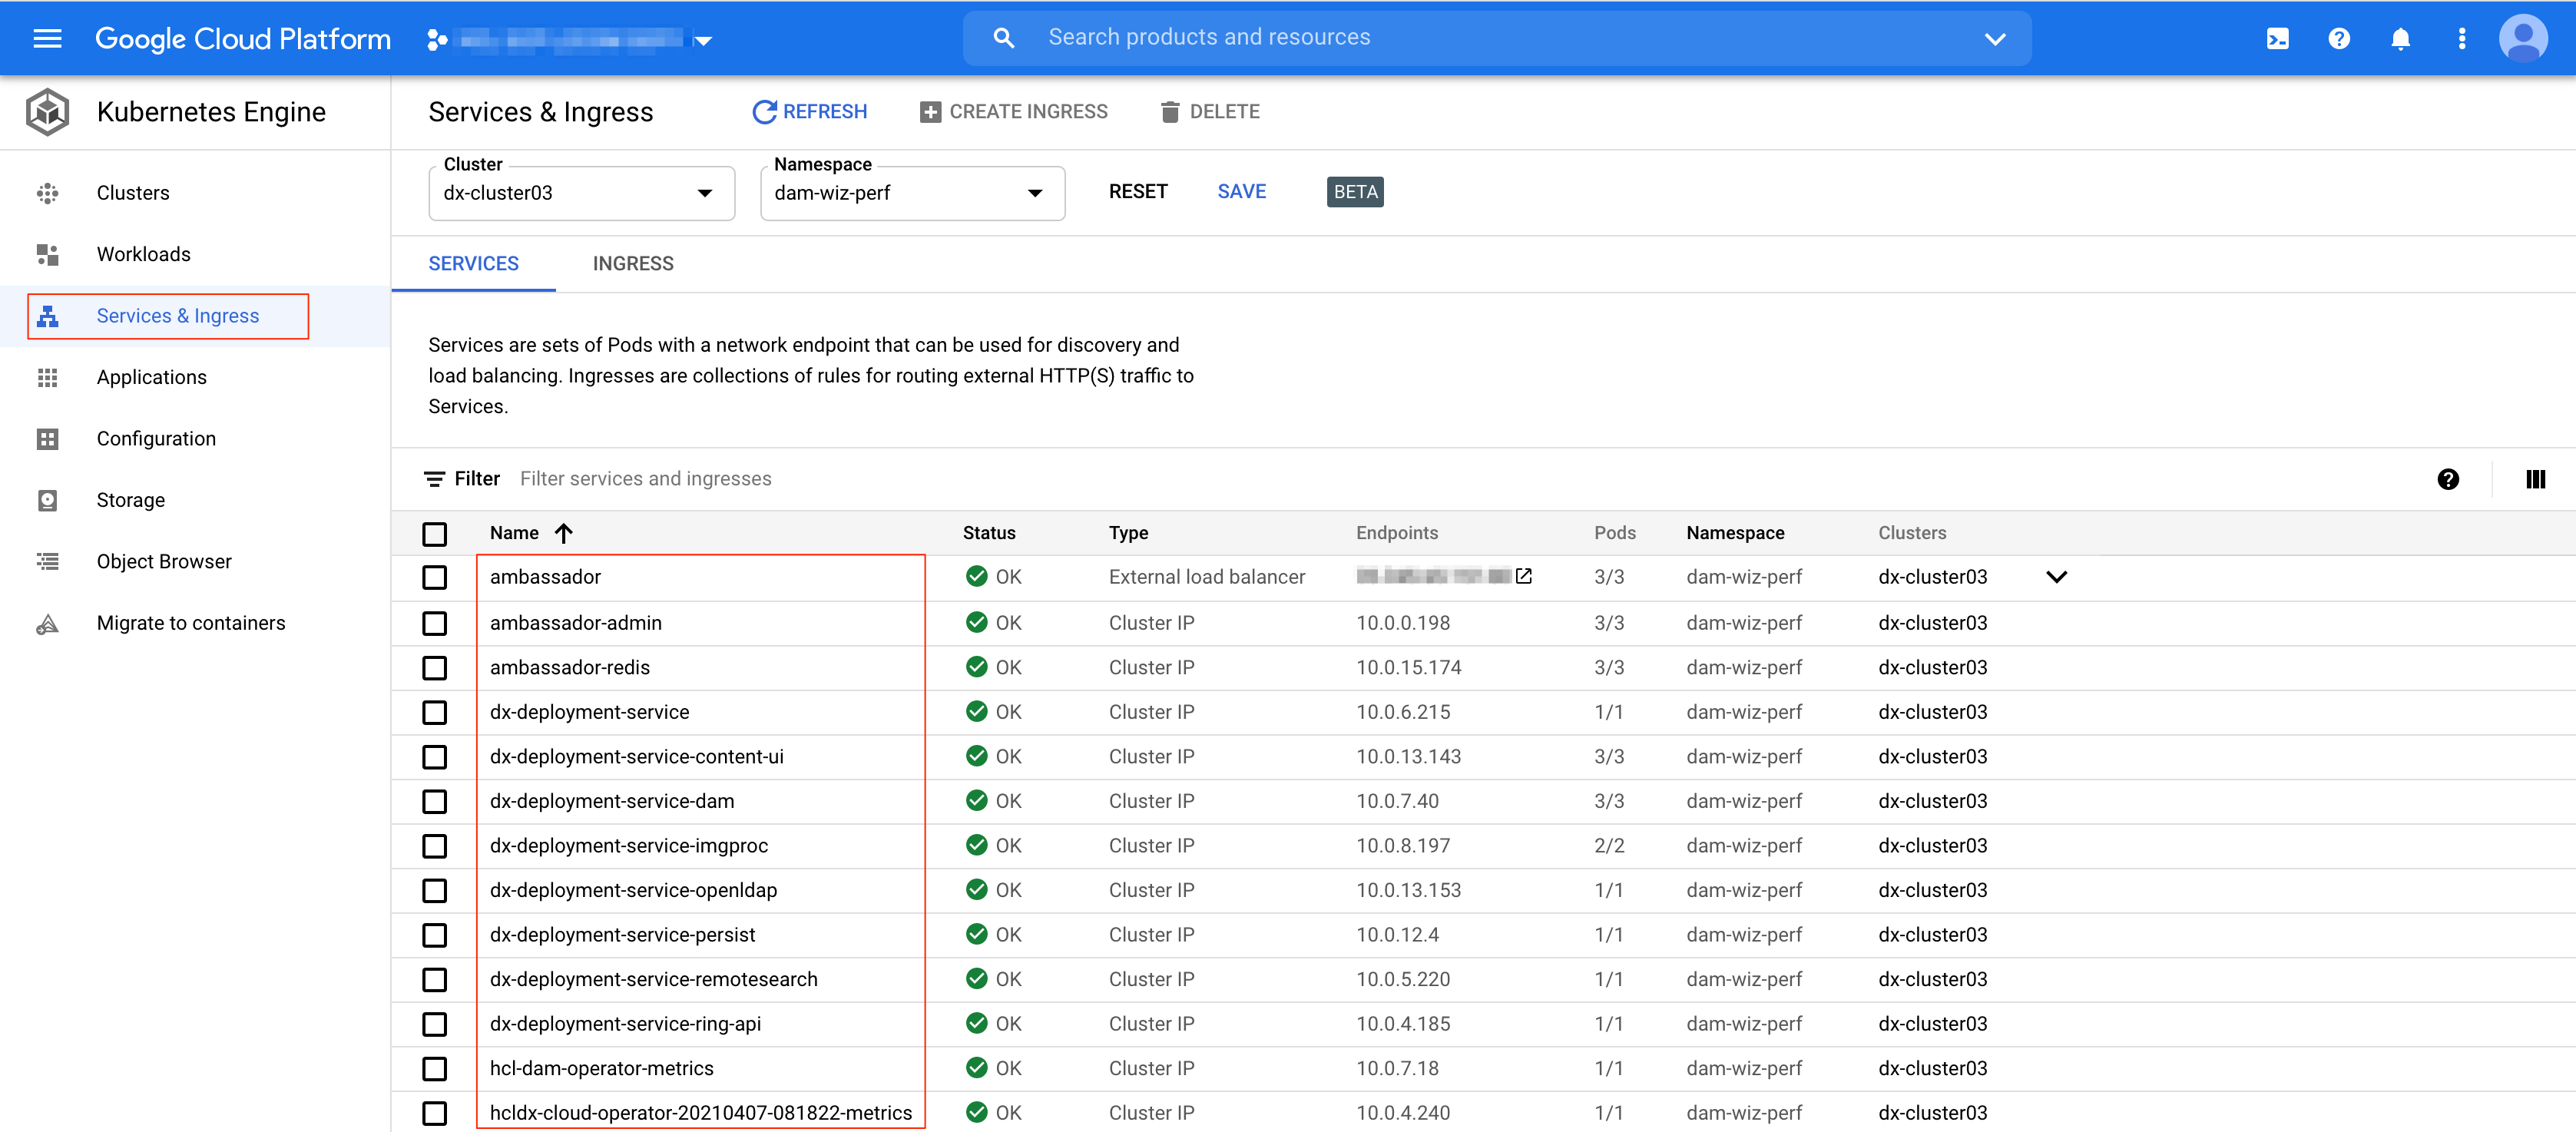 Google Cloud Platform
Search products and resources
Kubernetes Engine
Services & Ingress
REFRESH
CREATE INGRESS
DELETE
Clusters
Workloads
Services & Ingress
Applications
Configuration
Storage
Object Browser
Migrate to containers
Cluster
dx-cluster03
Namespace
dam-wiz-perf
RESET
SAVE
BETA
SERVICES
INGRESS
Services are sets of Pods with a network endpoint that can be used for discovery and
load balancing. Ingresses are collections of rules for routing external HTTP(S) traffic to
Services.
Filter Filter services and ingresses
Name Status Type Endpoints Pods Namespace Clusters
ambassador OK External load balancer 3/3 dam-wiz-perf dx-cluster03
ambassador-admin OK Cluster IP 10.0.0.198 3/3 dam-wiz-perf dx-cluster03
ambassador-redis OK Cluster IP 10.0.15.174 3/3 dam-wiz-perf dx-cluster03
dx-deployment-service OK Cluster IP 10.0.6.215 1/1 dam-wiz-perf dx-cluster03
dx-deployment-service-content-ui OK Cluster IP 10.0.13.143 3/3 dam-wiz-perf dx-cluster03
dx-deployment-service-dam OK Cluster IP 10.0.7.40 3/3 dam-wiz-perf dx-cluster03
dx-deployment-service-imgproc OK Cluster IP 10.0.8.197 2/2 dam-wiz-perf dx-cluster03
dx-deployment-service-openldap OK Cluster IP 10.0.13.153 1/1 dam-wiz-perf dx-cluster03
dx-deployment-service-persist OK Cluster IP 10.0.12.4 1/1 dam-wiz-perf dx-cluster03
dx-deployment-service-remotesearch OK Cluster IP 10.0.5.220 1/1 dam-wiz-perf dx-cluster03
dx-deployment-service-ring-api OK Cluster IP 10.0.4.185 1/1 dam-wiz-perf dx-cluster03
hcl-dam-operator-metrics OK Cluster IP 10.0.7.18 1/1 dam-wiz-perf dx-cluster03
hcldx-cloud-operator-20210407-081822-metrics OK Cluster IP 10.0.4.240 1/1 dam-wiz-perf dx-cluster03